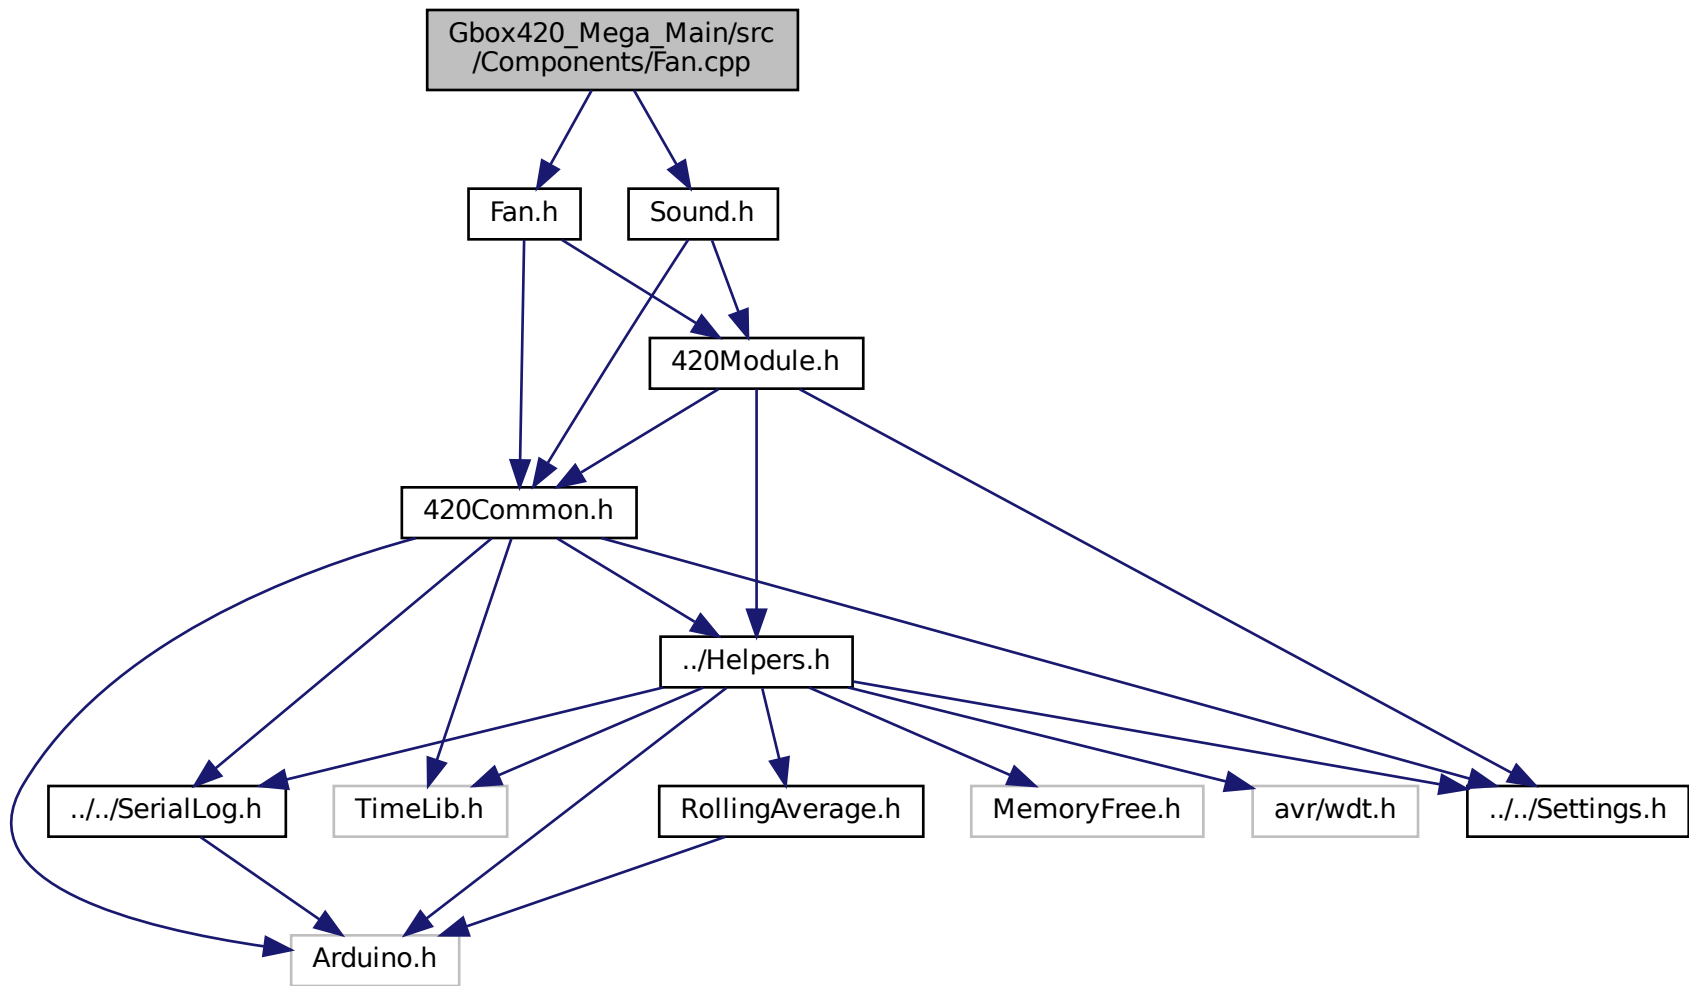 Gbox420_Mega_Main/src
/Components/Fan.cpp
Fan.h
Sound.h
420Module.h
420Common.h
../Helpers.h
../../SerialLog.h
TimeLib.h
RollingAverage.h
MemoryFree.h
avr/wdt.h
../../Settings.h
Arduino.h